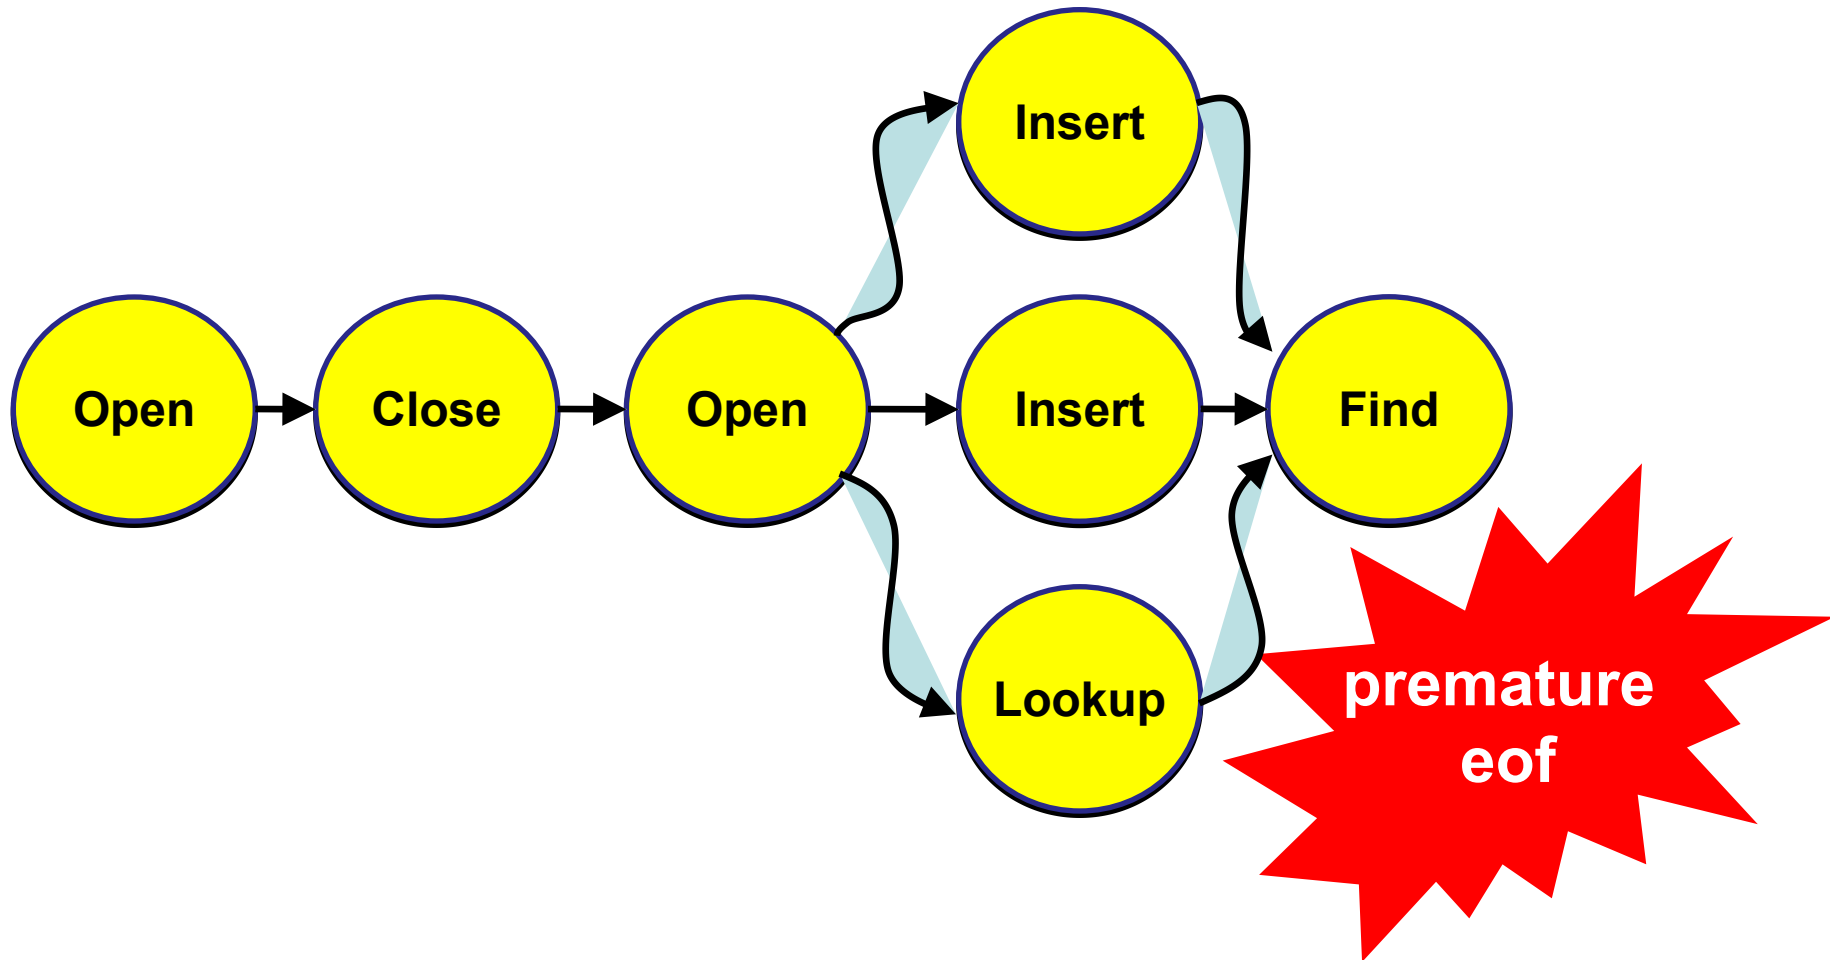 Insert
Open
Close
Open
Insert
Find
Lookup
premature
eof